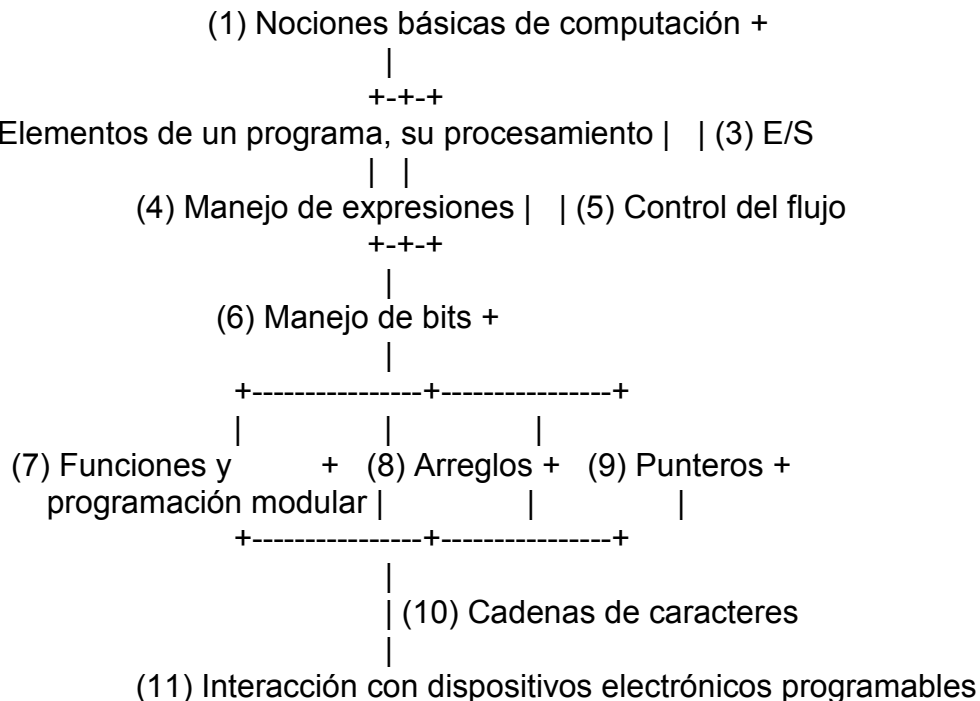 (1) Nociones básicas de computación +
|
+-+-+
Elementos de un programa, su procesamiento | | (3) E/S
| |
(4) Manejo de expresiones | | (5) Control del flujo
+-+-+
|
(6) Manejo de bits +
|
+----------------+----------------+
| | |
(7) Funciones y + (8) Arreglos + (9) Punteros +
programación modular | | |
+----------------+----------------+
|
| (10) Cadenas de caracteres
|
(11) Interacción con dispositivos electrónicos programables